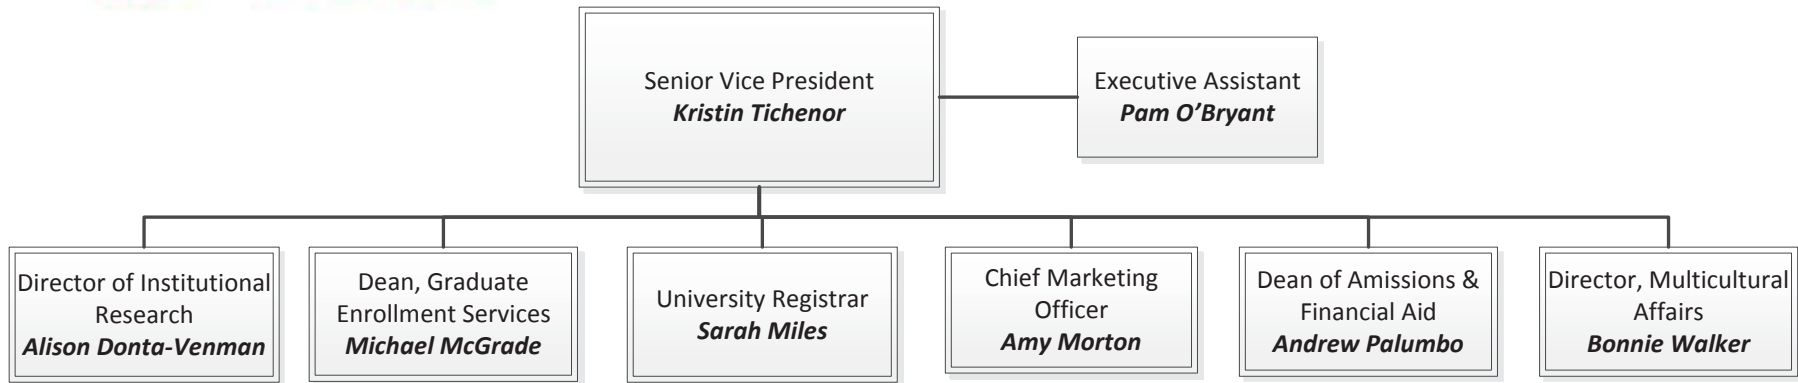 Senior Vice President
Kristin Tichenor
Executive Assistant
Pam O’Bryant
Director of Institutional
Research
Alison Donta-Venman
Dean, Graduate
Enrollment Services
Michael McGrade
University Registrar
Sarah Miles
Chief Marketing
Officer
Amy Morton
Dean of Amissions &
Financial Aid
Andrew Palumbo
Director, Multicultural
Affairs
Bonnie Walker